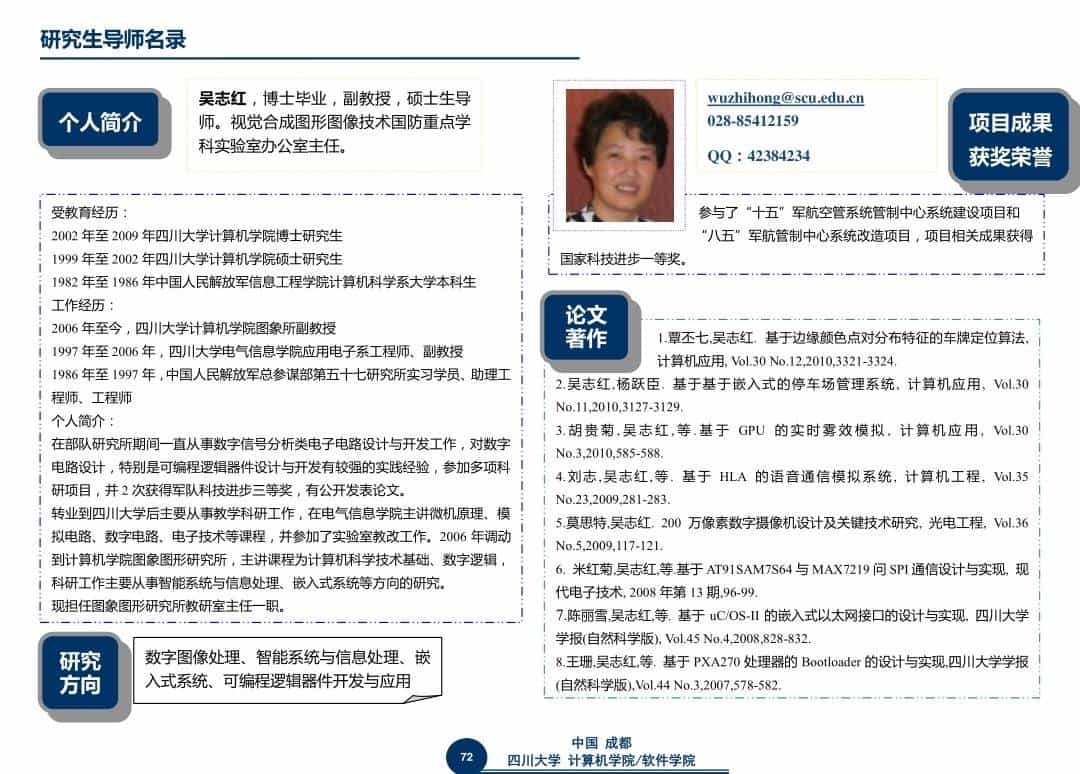 研究生导师名录
个人简介
吴志红，博士毕业，副教授，硕士生导
师。视觉合成图形图像技术国防重点学
科实验室办公室主任。
受教育经历：
2002 年至 2009 年四川大学计算机学院博士研究生
1999 年至 2002 年四川大学计算机学院硕士研究生
1982 年至 1986 年中国人民解放军信息工程学院计算机科学系大学本科生
工作经历：
2006 年至今，四川大学计算机学院图象所副教授
1997 年至 2006 年，四川大学电气信息学院应用电子系工程师、副教授
1986 年至 1997 年，中国人民解放军总参谋部第五十七研究所实习学员、助理工
程师、工程师
个人简介：
在部队研究所期间一直从事数字信号分析类电子电路设计与开发工作，对数字
电路设计，特别是可编程逻辑器件设计与开发有较强的实践经验，参加多项科
研项目，并 2 次获得军队科技进步三等奖，有公开发表论文。
转业到四川大学后主要从事教学科研工作，在电气信息学院主讲微机原理、模
拟电路、数字电路、电子技术等课程，并参加了实验室教改工作。2006 年调动
到计算机学院图象图形研究所，主讲课程为计算机科学技术基础、数字逻辑，
科研工作主要从事智能系统与信息处理、嵌入式系统等方向的研究。
现担任图象图形研究所教研室主任一职。
研究
方向
数字图像处理、智能系统与信息处理、嵌
入式系统、可编程逻辑器件开发与应用
wuzhihong@scu.edu.cn
028-85412159
QQ：42384234
项目成果
获奖荣誉
参与了“十五”军航空管系统管制中心系统建设项目和
“八五”军航管制中心系统改造项目，项目相关成果获得
国家科技进步一等奖。
论文
著作
1.覃丕七,吴志红. 基于边缘颜色点对分布特征的车牌定位算法,
计算机应用, Vol.30 No.12,2010,3321-3324.
2.吴志红,杨跃臣. 基于基于嵌入式的停车场管理系统, 计算机应用, Vol.30
No.11,2010,3127-3129.
3.胡贵菊,吴志红,等.基于 GPU 的实时雾效模拟, 计算机应用, Vol.30
No.3,2010,585-588.
4.刘志,吴志红,等. 基于 HLA 的语音通信模拟系统, 计算机工程, Vol.35
No.23,2009,281-283.
5.莫思特,吴志红. 200 万像素数字摄像机设计及关键技术研究, 光电工程, Vol.36
No.5,2009,117-121.
6. 米红菊,吴志红,等.基于 AT91SAM7S64 与 MAX7219 问 SPI 通信设计与实现, 现
代电子技术, 2008 年第 13 期,96-99.
7.陈丽雪,吴志红,等. 基于 uC/OS-II 的嵌入式以太网接口的设计与实现, 四川大学
学报(自然科学版), Vol.45 No.4,2008,828-832.
8.王珊,吴志红,等. 基于 PXA270 处理器的 Bootloader 的设计与实现,四川大学学报
(自然科学版),Vol.44 No.3,2007,578-582.
72
中国 成都
四川大学 计算机学院/软件学院